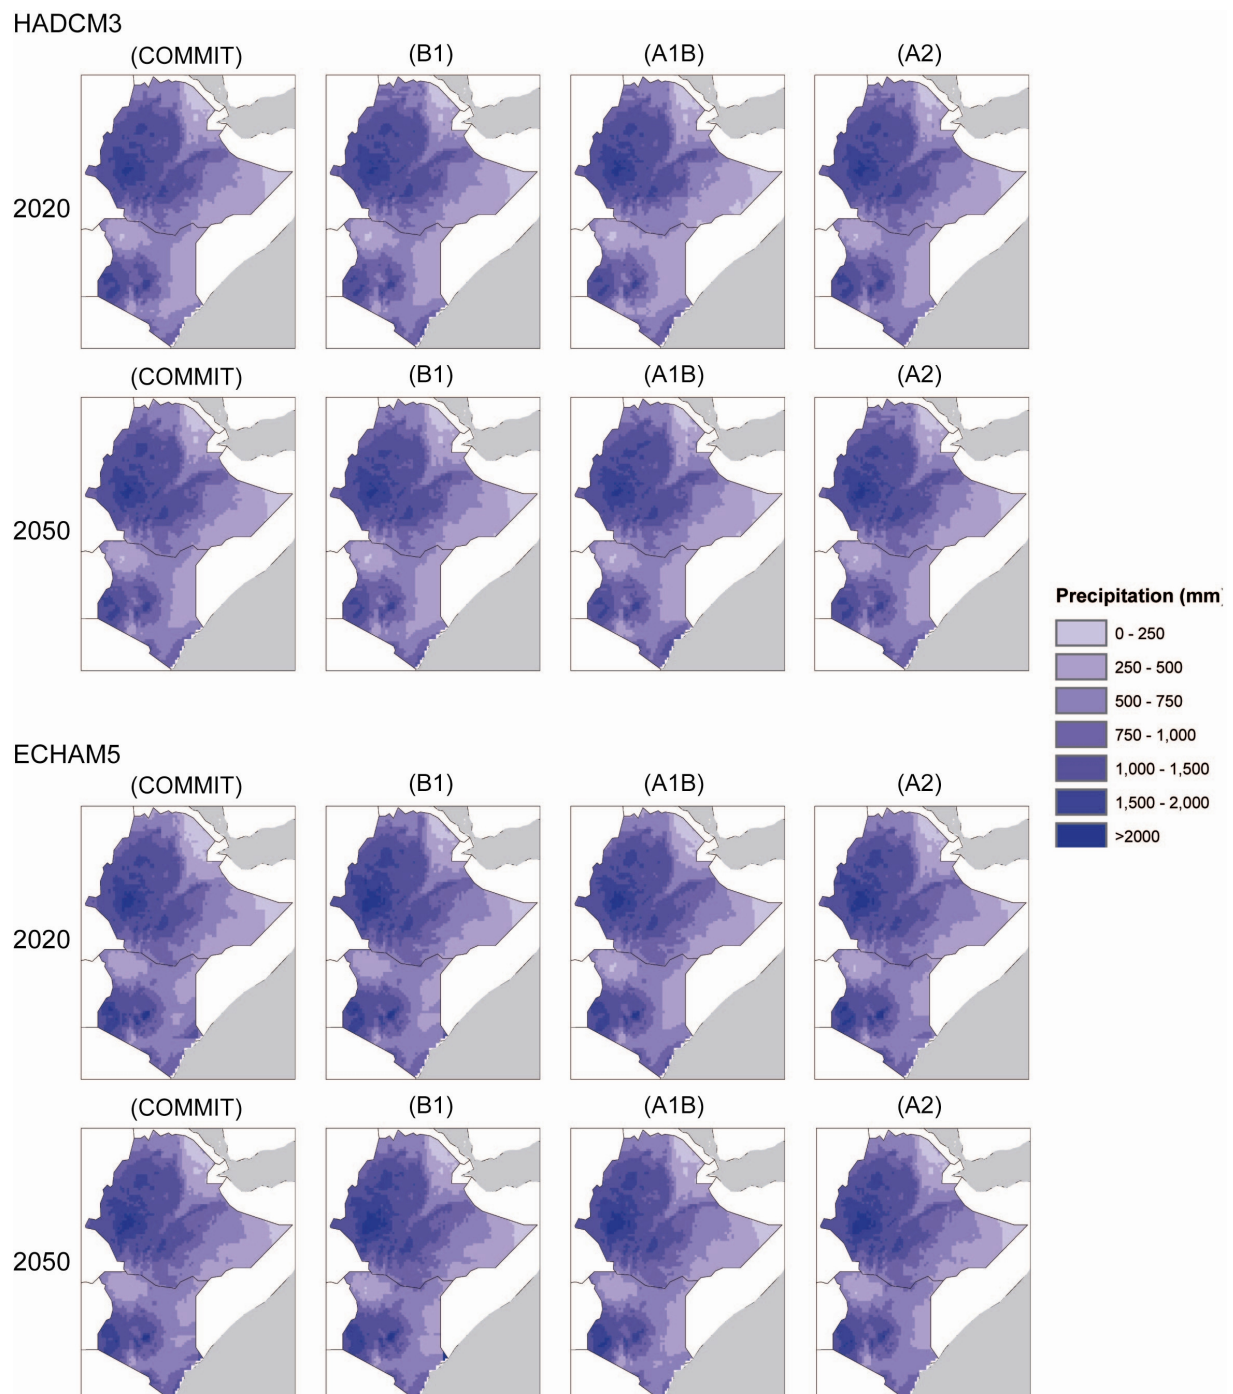 HADCM3
(COMMIT) (B1) (A1B) (A2)
2020
(COMMIT) (B1) (A1B) (A2)
2050
Precipitation (mm)
0 - 250
250 - 500
500 - 750
750 - 1,000
1,000 - 1,500
1,500 - 2,000
>2000
ECHAM5
(COMMIT) (B1) (A1B) (A2)
2020
(COMMIT) (B1) (A1B) (A2)
2050